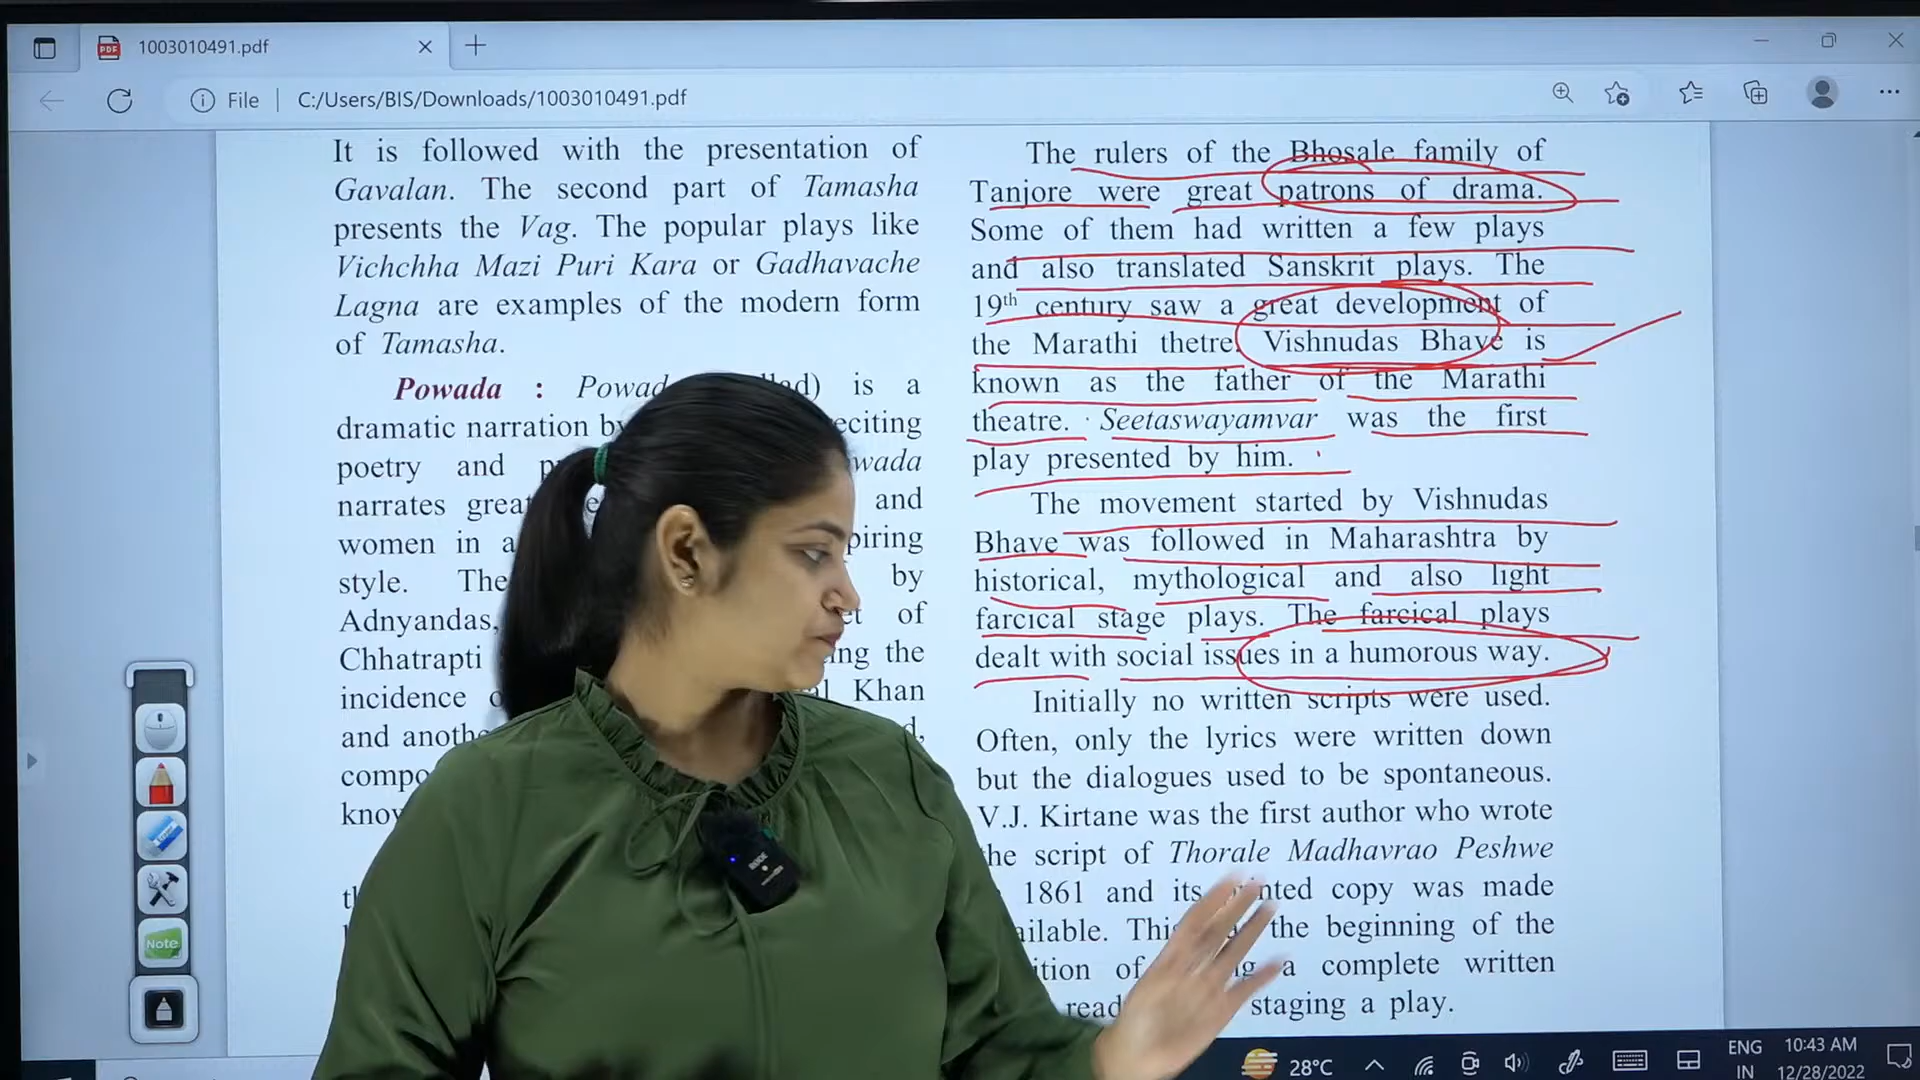 1003010491.pdf
File C:/Users/BIS/Downloads/1003010491.pdf
It is followed with the presentation of
Gavalan. The second part of Tamasha
presents the Vag. The popular plays like
Vichchha Mazi Puri Kara or Gadhavache
Lagna are examples of the modern form
of Tamasha.
Powada : is a
dramatic narration
poetry and
narrates
women in
style.
by
Adnyandas, of
Chhatrapti the
incidence Khan
and
The rulers of the Bhosale family of
Tanjore were great patrons of drama.
Some of them had written a few plays
and also translated Sanskrit plays. The
19th century saw a great development of
the Marathi thetre. Vishnudas Bhave is
known as the father of the Marathi
theatre. Seetaswayamvar was the first
play presented by him.
The movement started by Vishnudas
Bhave was followed in Maharashtra by
historical, mythological and also light
farcical stage plays. The farcical plays
dealt with social issues in a humorous way.
Initially no written scripts were used.
Often, only the lyrics were written down
but the dialogues used to be spontaneous.
V.J. Kirtane was the first author who wrote
the script of Thorale Madhavrao Peshwe
1861 and its copy was made
the beginning of the
of a complete written
staging a play.
Note
28°C
ENG
IN
10:43 AM
12/28/2022